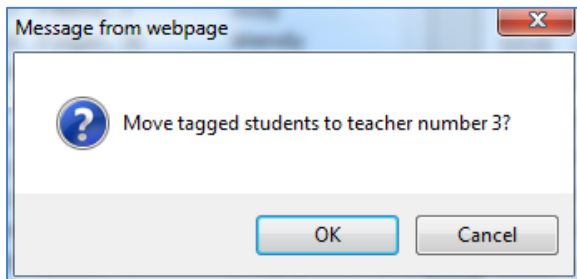 Message from webpage
Move tagged students to teacher number 3?
OK
Cancel